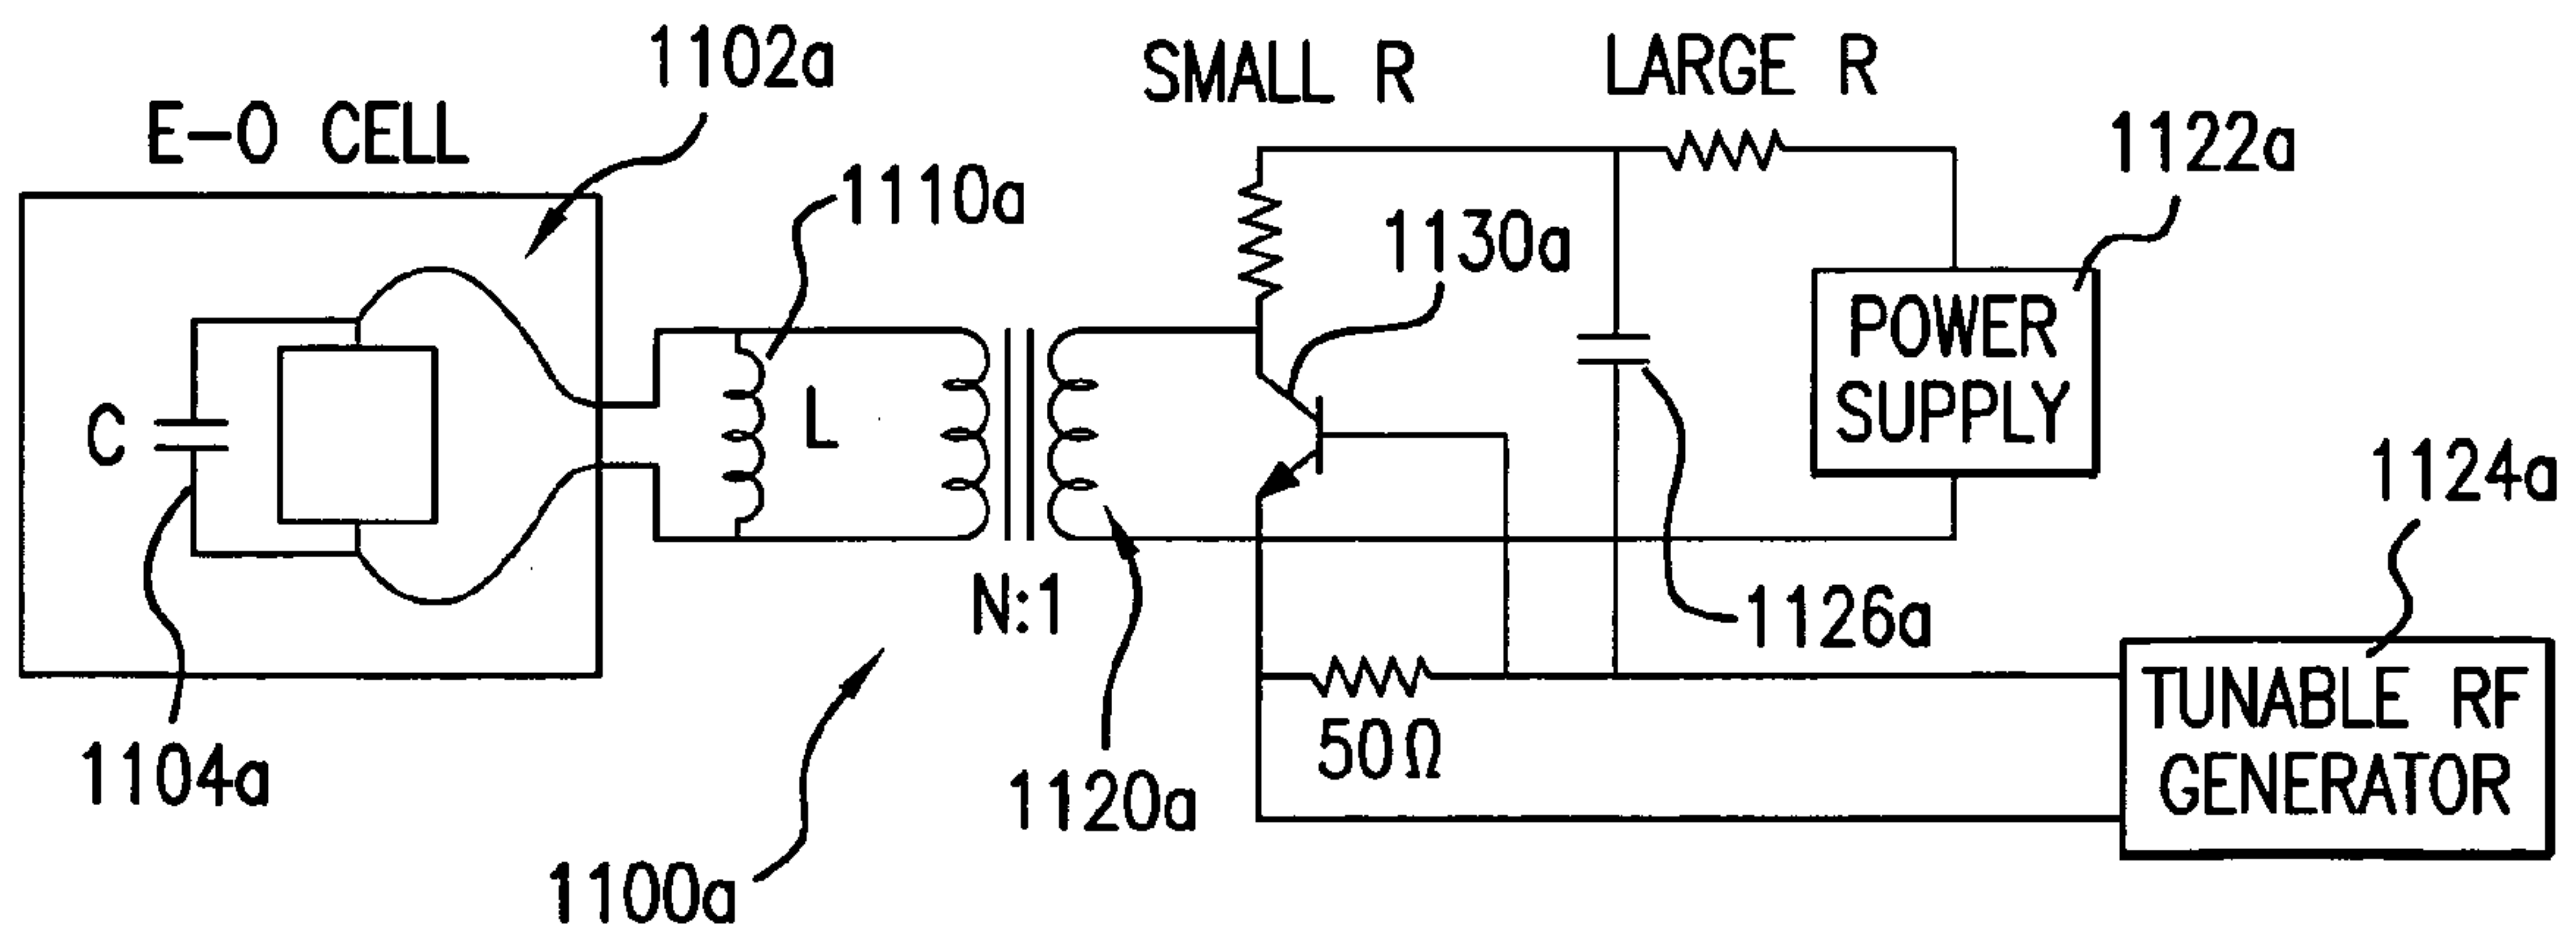 1102a
SMALL R
LARGE R
E-O CELL
1122a
1110a
1130a
POWER
SUPPLY
C
L
1124a
N:1
1126a
TUNABLE RF
GENERATOR
50Ω
1104a
1120a
1100a